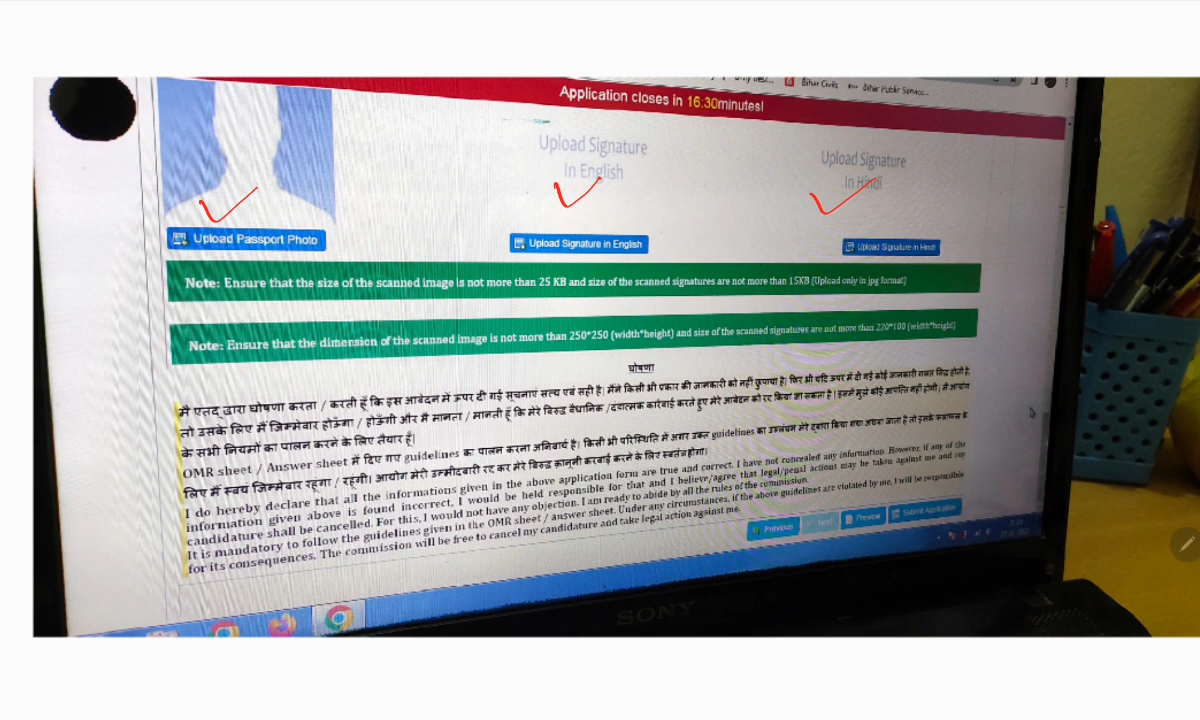 Bihar Civils
Bihar Public Service...
Application closes in 16:30minutes!
Upload Signature
In English
Upload Signature
In Hindi
Upload Passport Photo
Upload Signature in English
Upload Signature in Hindi
Note: Ensure that the size of the scanned image is not more than 25 KB and size of the scanned signatures are not more than 15KB (Upload only in jpg format)
Note: Ensure that the dimension of the scanned image is not more than 250*250 (width*height) and size of the scanned signatures are not more than 220*100 (width*height)
घोषणा
मैं एतद् द्वारा घोषणा करता / करती हूँ कि इस आवेदन में ऊपर दी गई सूचनाएं सत्य एवं सही है। मैंने किसी भी प्रकार की जानकारी को नहीं छुपाया है। फिर भी यदि ऊपर में दी गई कोई जानकारी गलत सिद्ध होती है,
तो उसके लिए मैं जिम्मेवार होऊंगा / होऊँगी और मैं मानता / मानती हूँ कि मेरे विरुद्ध वैधानिक /दंडात्मक कार्रवाई करते हुए मेरे आवेदन को रद्द किया जा सकता है। इसमें मुझे कोई आपत्ति नहीं होगी। मैं आयोग
के सभी नियमों का पालन करने के लिए तैयार हूँ।
OMR sheet / Answer sheet में दिए गए guidelines का पालन करना अनिवार्य है। किसी भी परिस्थिति में अगर उक्त guidelines का उल्लंघन मेरे द्वारा किया गया अथवा जाता है तो इसके फलाफल के
लिए मैं स्वयं जिम्मेवार रहूंगा / रहूंगी। आयोग मेरी उम्मीदवारी रद्द कर मेरे विरुद्ध क़ानूनी करवाई करने के लिए स्वतंत्र होगा।
I do hereby declare that all the informations given in the above application form are true and correct. I have not concealed any information. However, if any of the
information given above is found incorrect, I would be held responsible for that and I believe/agree that legal/penal actions may be taken against me and my
candidature shall be cancelled. For this, I would not have any objection. I am ready to abide by all the rules of the commission.
It is mandatory to follow the guidelines given in the OMR sheet / answer sheet. Under any circumstances, if the above guidelines are violated by me, I will be responsible
for its consequences. The commission will be free to cancel my candidature and take legal action against me.
Previous
Next
Preview
Submit Application
SONY